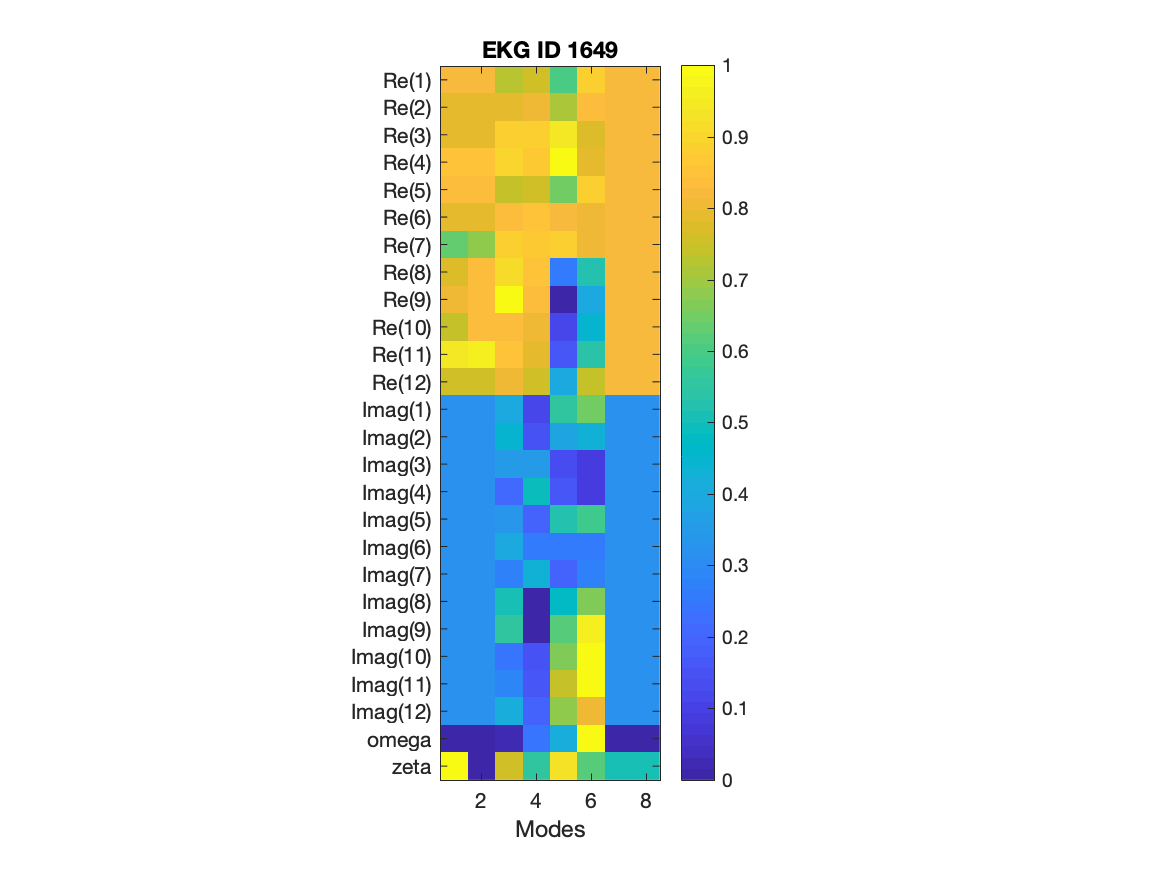 EKG ID 1649
Re(1)
Re(2)
Re(3)
Re(4)
Re(5)
Re(6)
Re(7)
Re(8)
Re(9)
Re(10)
Re(11)
Re(12)
Imag(1)
Imag(2)
Imag(3)
Imag(4)
Imag(5)
Imag(6)
Imag(7)
Imag(8)
Imag(9)
Imag(10)
Imag(11)
Imag(12)
omega
zeta
2 4 6 8
Modes
1
0.9
0.8
0.7
0.6
0.5
0.4
0.3
0.2
0.1
0